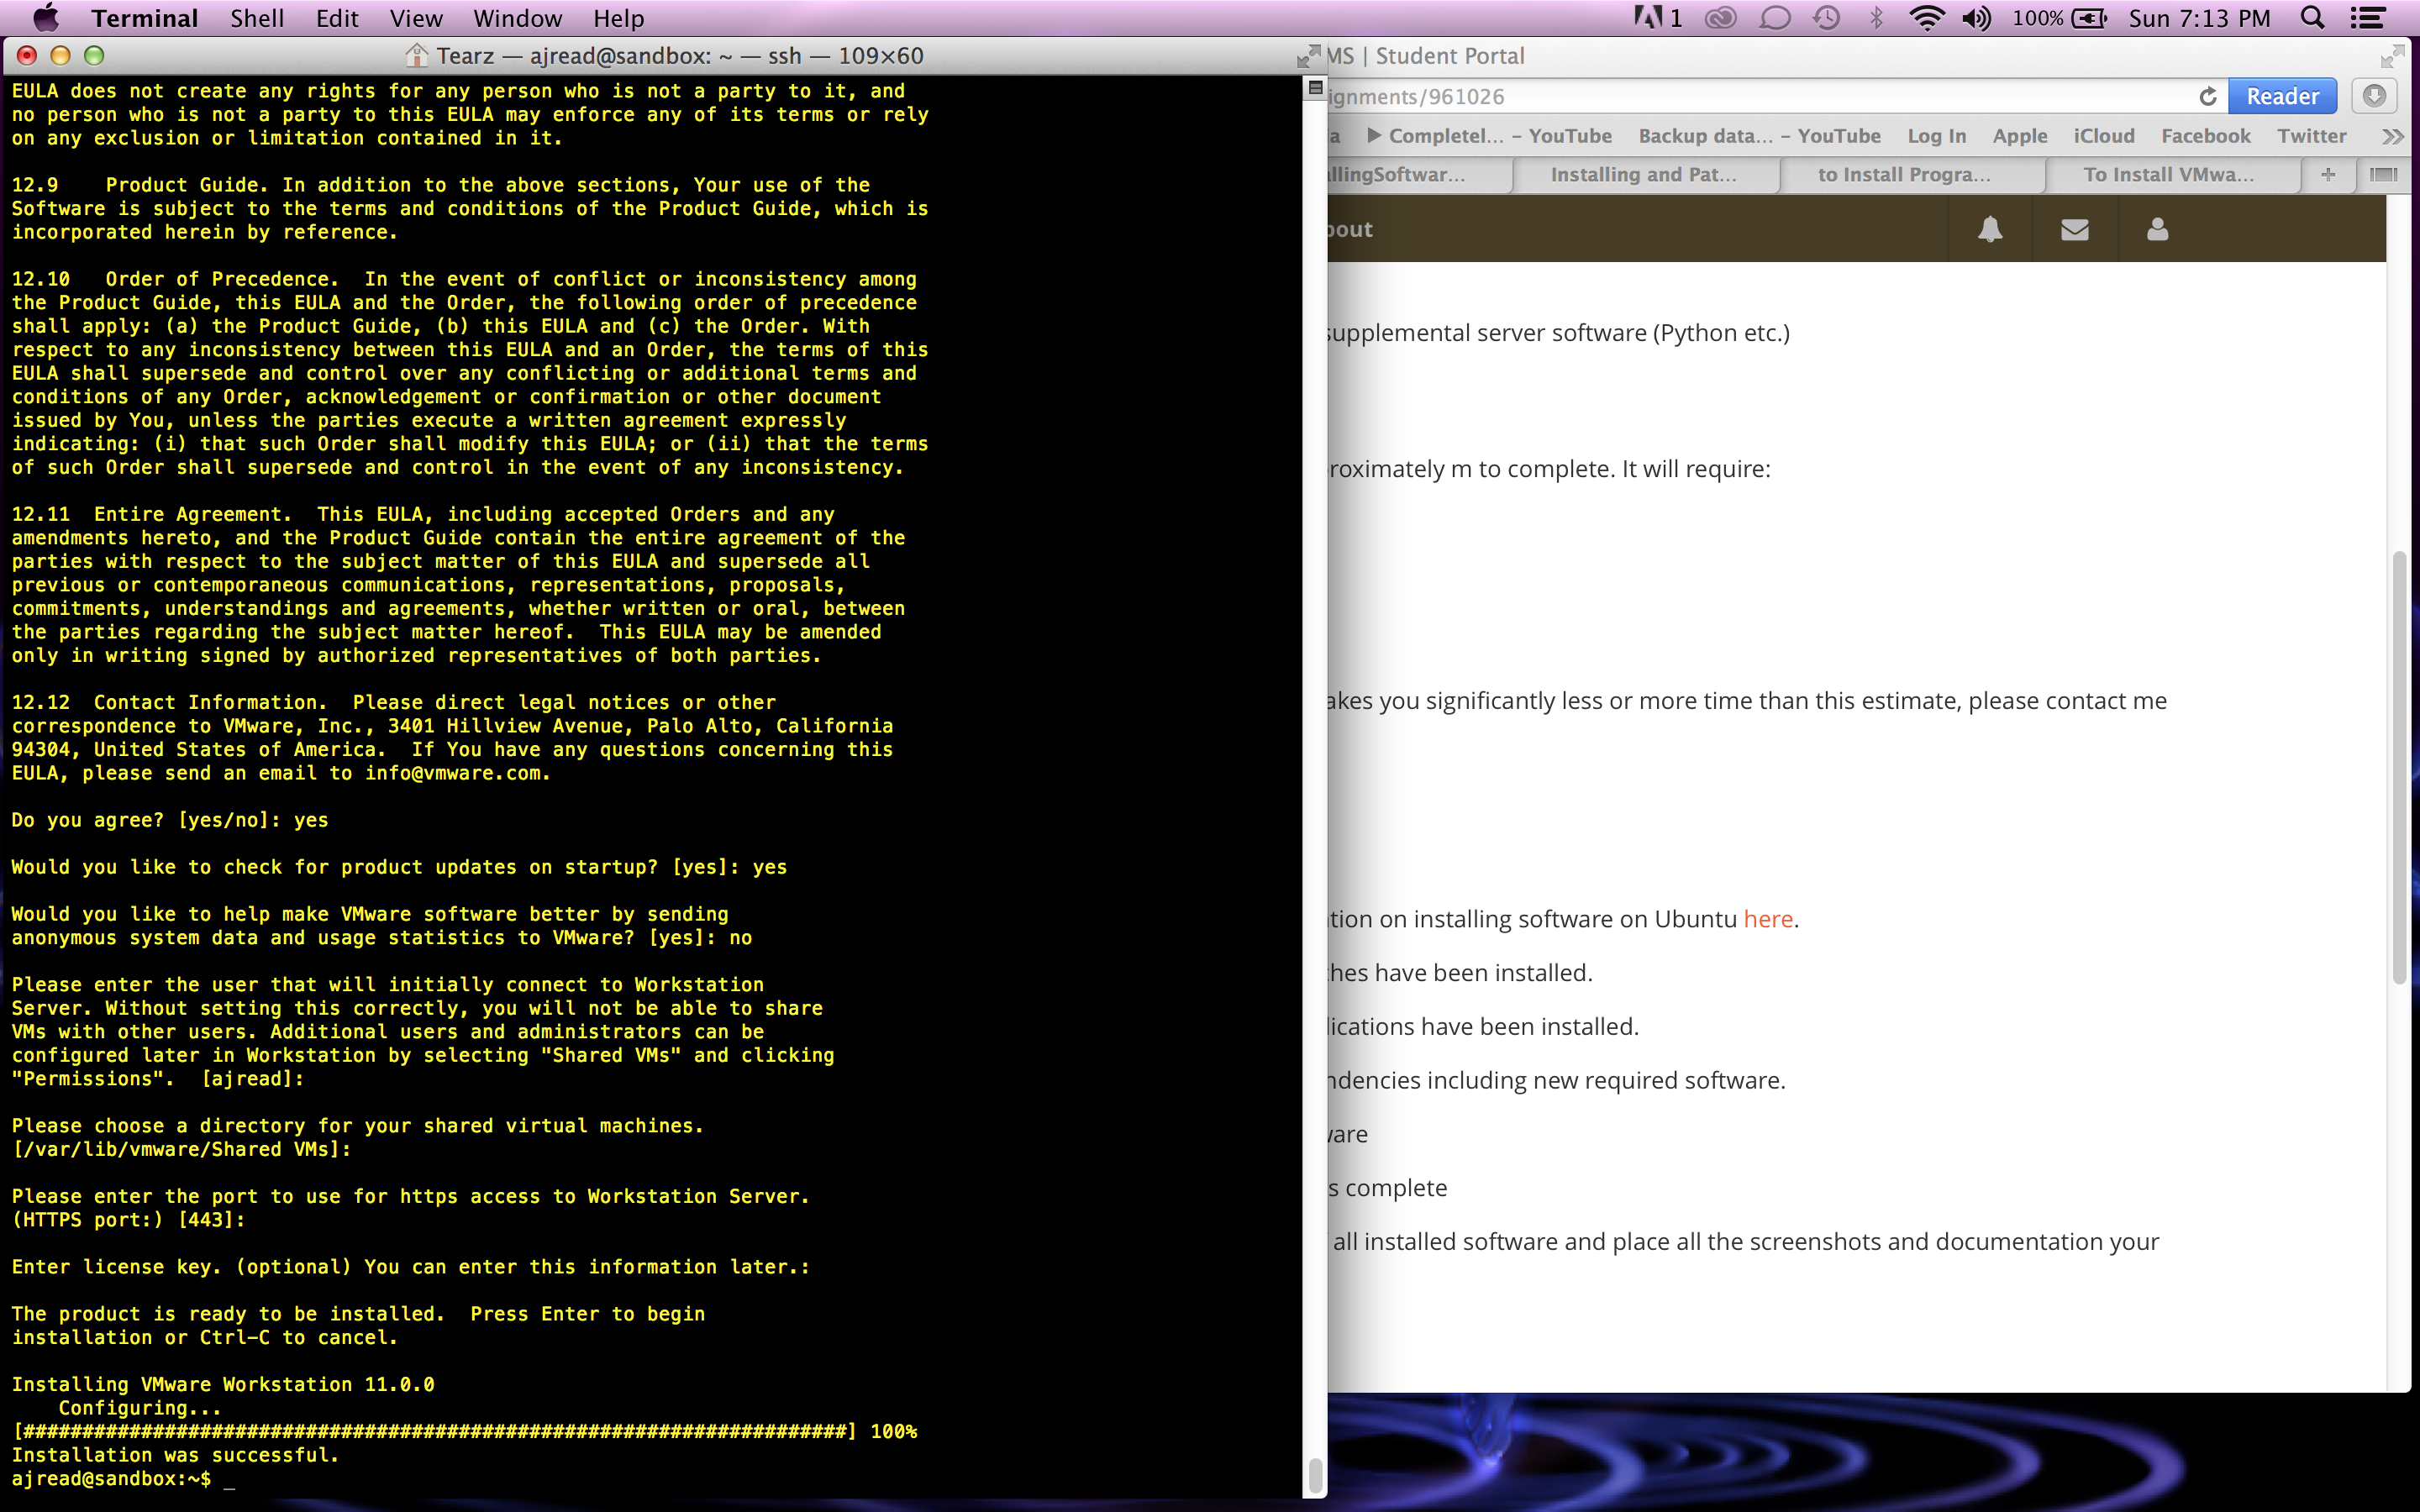 Terminal Shell Edit View Window Help
1 100% Sun 7:13 PM
Tearz — ajread@sandbox: ~ — ssh — 109×60
EULA does not create any rights for any person who is not a party to it, and
no person who is not a party to this EULA may enforce any of its terms or rely
on any exclusion or limitation contained in it.
12.9 Product Guide. In addition to the above sections, Your use of the
Software is subject to the terms and conditions of the Product Guide, which is
incorporated herein by reference.
12.10 Order of Precedence. In the event of conflict or inconsistency among
the Product Guide, this EULA and the Order, the following order of precedence
shall apply: (a) the Product Guide, (b) this EULA and (c) the Order. With
respect to any inconsistency between this EULA and an Order, the terms of this
EULA shall supersede and control over any conflicting or additional terms and
conditions of any Order, acknowledgement or confirmation or other document
issued by You, unless the parties execute a written agreement expressly
indicating: (i) that such Order shall modify this EULA; or (ii) that the terms
of such Order shall supersede and control in the event of any inconsistency.
12.11 Entire Agreement. This EULA, including accepted Orders and any
amendments hereto, and the Product Guide contain the entire agreement of the
parties with respect to the subject matter of this EULA and supersede all
previous or contemporaneous communications, representations, proposals,
commitments, understandings and agreements, whether written or oral, between
the parties regarding the subject matter hereof. This EULA may be amended
only in writing signed by authorized representatives of both parties.
12.12 Contact Information. Please direct legal notices or other
correspondence to VMware, Inc., 3401 Hillview Avenue, Palo Alto, California
94304, United States of America. If You have any questions concerning this
EULA, please send an email to info@vmware.com.
Do you agree? [yes/no]: yes
Would you like to check for product updates on startup? [yes]: yes
Would you like to help make VMware software better by sending
anonymous system data and usage statistics to VMware? [yes]: no
Please enter the user that will initially connect to Workstation
Server. Without setting this correctly, you will not be able to share
VMs with other users. Additional users and administrators can be
configured later in Workstation by selecting "Shared VMs" and clicking
"Permissions". [ajread]:
Please choose a directory for your shared virtual machines.
[/var/lib/vmware/Shared VMs]:
Please enter the port to use for https access to Workstation Server.
(HTTPS port:) [443]:
Enter license key. (optional) You can enter this information later.:
The product is ready to be installed. Press Enter to begin
installation or Ctrl-C to cancel.
Installing VMware Workstation 11.0.0
Configuring...
[######################################################################] 100%
Installation was successful.
ajread@sandbox:~$ _
MS | Student Portal
ignments/961026 Reader
a Completel... – YouTube Backup data... – YouTube Log In Apple iCloud Facebook Twitter >>
llingSoftwar... Installing and Pat... to Install Progra... To Install VMwa... +
bout
supplemental server software (Python etc.)
roximately m to complete. It will require:
akes you significantly less or more time than this estimate, please contact me
tion on installing software on Ubuntu here.
hes have been installed.
lications have been installed.
ndencies including new required software.
ware
s complete
all installed software and place all the screenshots and documentation your